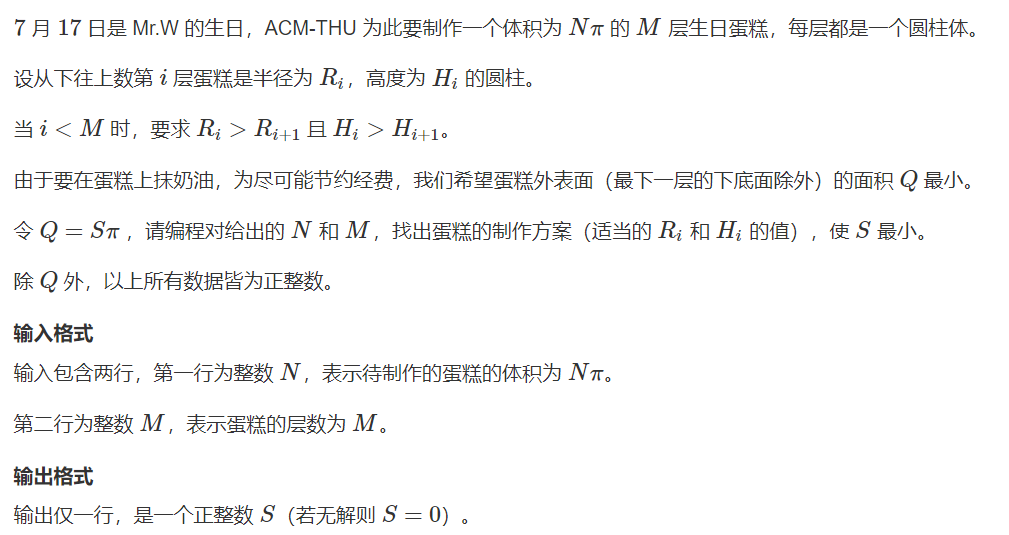 7 月 17 日是 Mr.W 的生日，ACM-THU 为此要制作一个体积为 Nπ 的 M 层生日蛋糕，每层都是一个圆柱体。
设从下往上数第 i 层蛋糕是半径为 R_i，高度为 H_i 的圆柱。
当 i < M 时，要求 R_i > R_{i+1} 且 H_i > H_{i+1}。
由于要在蛋糕上抹奶油，为尽可能节约经费，我们希望蛋糕外表面（最下一层的下底面除外）的面积 Q 最小。
令 Q = Sπ ，请编程对给出的 N 和 M，找出蛋糕的制作方案（适当的 R_i 和 H_i 的值），使 S 最小。
除 Q 外，以上所有数据皆为正整数。
输入格式
输入包含两行，第一行为整数 N，表示待制作的蛋糕的体积为 Nπ。
第二行为整数 M，表示蛋糕的层数为 M。
输出格式
输出仅一行，是一个正整数 S（若无解则 S = 0）。